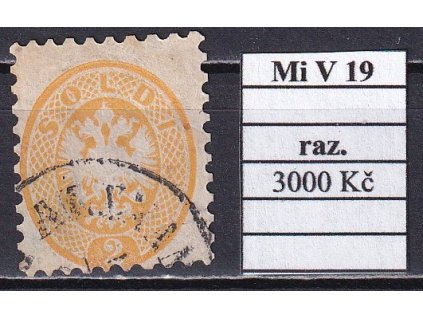 SOLDI
2
Mi V 19
raz.
3000 Kč